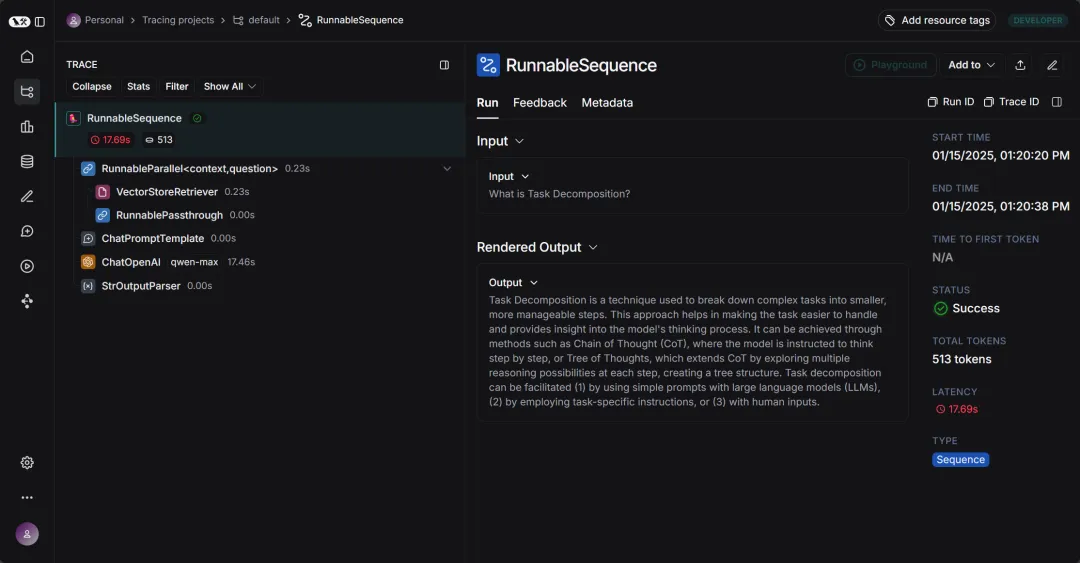 Personal > Tracing projects > default > RunnableSequence
Add resource tags
DEVELOPER
TRACE
Collapse Stats Filter Show All
RunnableSequence
17.69s 513
RunnableParallel<context,question> 0.23s
VectorStoreRetriever 0.23s
RunnablePassthrough 0.00s
ChatPromptTemplate 0.00s
ChatOpenAI qwen-max 17.46s
StrOutputParser 0.00s
RunnableSequence
Playground
Add to
Run Feedback Metadata
Run ID Trace ID
Input
Input
What is Task Decomposition?
Rendered Output
Output
Task Decomposition is a technique used to break down complex tasks into smaller,
more manageable steps. This approach helps in making the task easier to handle
and provides insight into the model's thinking process. It can be achieved through
methods such as Chain of Thought (CoT), where the model is instructed to think
step by step, or Tree of Thoughts, which extends CoT by exploring multiple
reasoning possibilities at each step, creating a tree structure. Task decomposition
can be facilitated (1) by using simple prompts with large language models (LLMs),
(2) by employing task-specific instructions, or (3) with human inputs.
START TIME
01/15/2025, 01:20:20 PM
END TIME
01/15/2025, 01:20:38 PM
TIME TO FIRST TOKEN
N/A
STATUS
Success
TOTAL TOKENS
513 tokens
LATENCY
17.69s
TYPE
Sequence